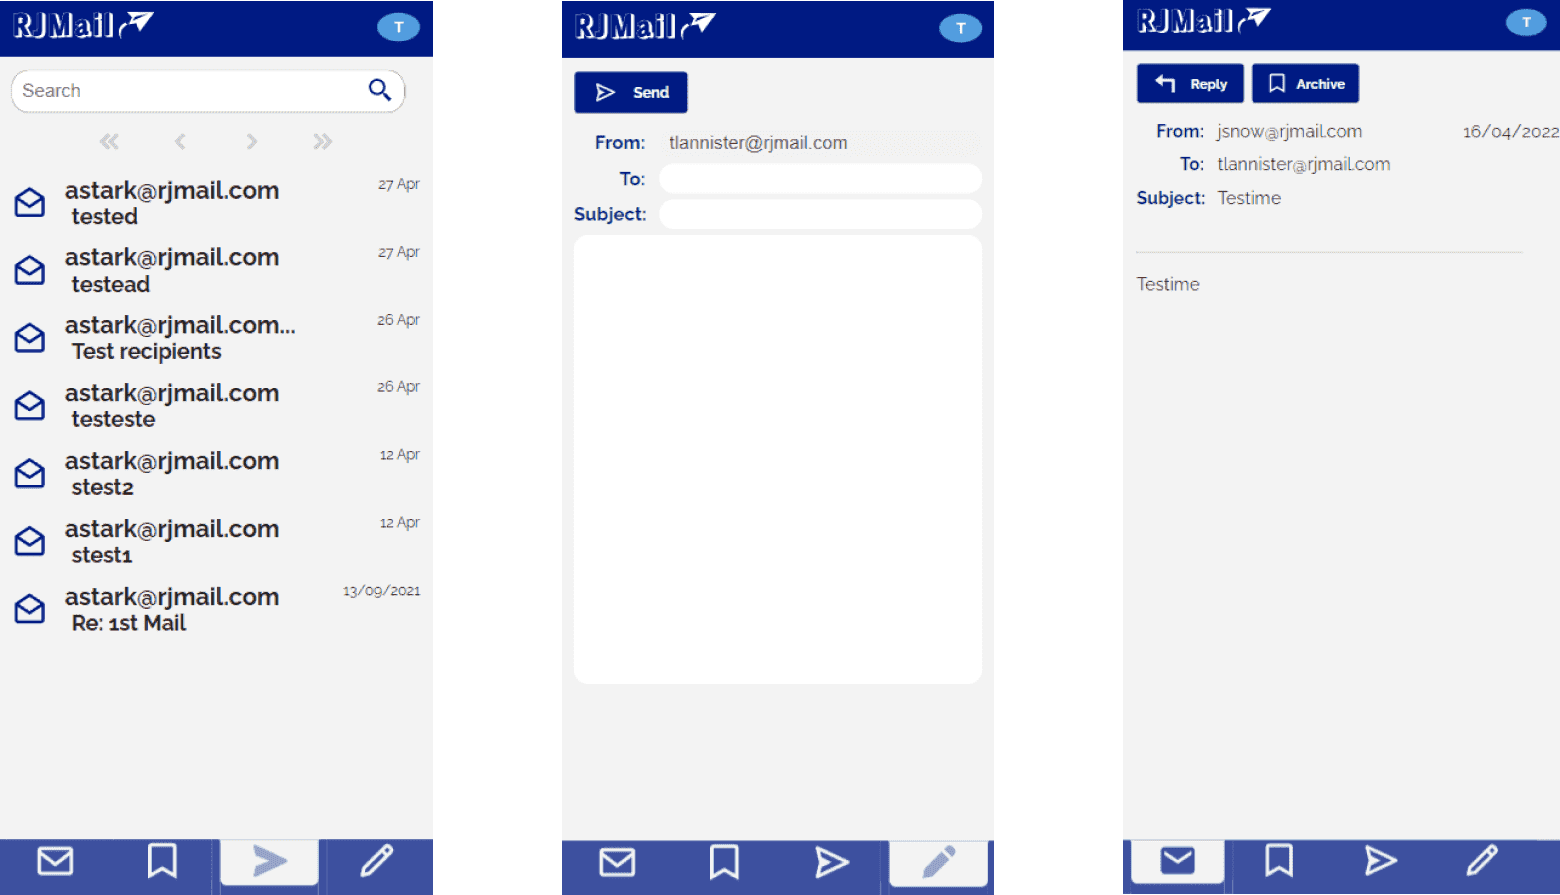 RJMail
T
Search
astark@rjmail.com
27 Apr
tested
astark@rjmail.com
27 Apr
testead
astark@rjmail.com...
26 Apr
Test recipients
astark@rjmail.com
26 Apr
testeste
astark@rjmail.com
12 Apr
stest2
astark@rjmail.com
12 Apr
stest1
astark@rjmail.com
13/09/2021
Re: 1st Mail
RJMail
T
Send
From: tlannister@rjmail.com
To:
Subject:
RJMail
T
Reply Archive
From: jsnow@rjmail.com 16/04/2022
To: tlannister@rjmail.com
Subject: Testime
Testime